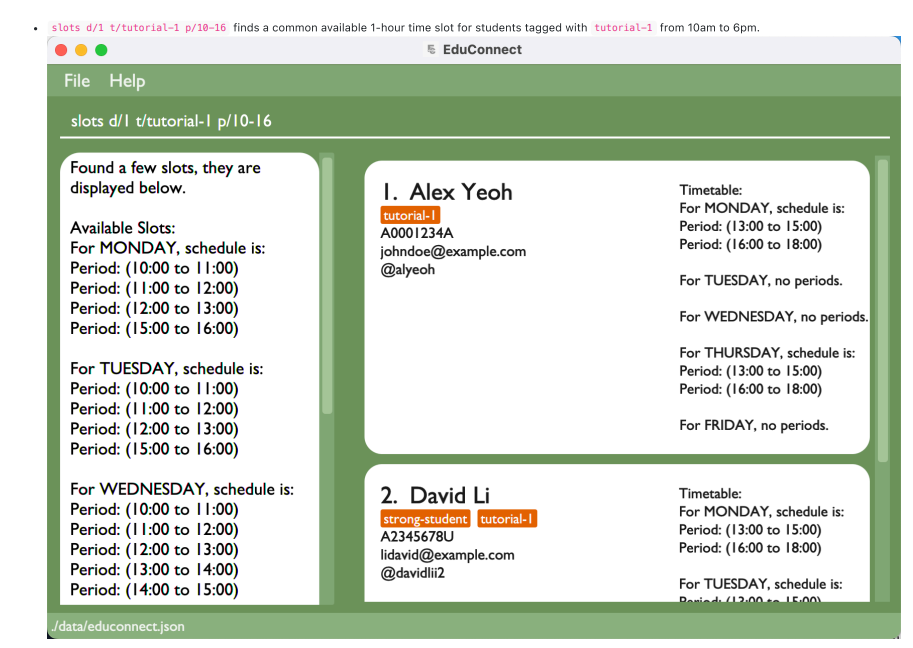 slots d/1 t/tutorial-1 p/10-16 finds a common available 1-hour time slot for students tagged with tutorial-1 from 10am to 6pm.
EduConnect
File Help
slots d/1 t/tutorial-1 p/10-16
Found a few slots, they are
displayed below.
Available Slots:
For MONDAY, schedule is:
Period: (10:00 to 11:00)
Period: (11:00 to 12:00)
Period: (12:00 to 13:00)
Period: (15:00 to 16:00)
For TUESDAY, schedule is:
Period: (10:00 to 11:00)
Period: (11:00 to 12:00)
Period: (12:00 to 13:00)
Period: (15:00 to 16:00)
For WEDNESDAY, schedule is:
Period: (10:00 to 11:00)
Period: (11:00 to 12:00)
Period: (12:00 to 13:00)
Period: (13:00 to 14:00)
Period: (14:00 to 15:00)
1. Alex Yeoh
tutorial-1
A0001234A
johndoe@example.com
@alyeoh
Timetable:
For MONDAY, schedule is:
Period: (13:00 to 15:00)
Period: (16:00 to 18:00)
For TUESDAY, no periods.
For WEDNESDAY, no periods.
For THURSDAY, schedule is:
Period: (13:00 to 15:00)
Period: (16:00 to 18:00)
For FRIDAY, no periods.
2. David Li
strong-student tutorial-1
A2345678U
lidavid@example.com
@davidlii2
Timetable:
For MONDAY, schedule is:
Period: (13:00 to 15:00)
Period: (16:00 to 18:00)
For TUESDAY, schedule is:
Period: (13:00 to 15:00)
./data/educonnect.json